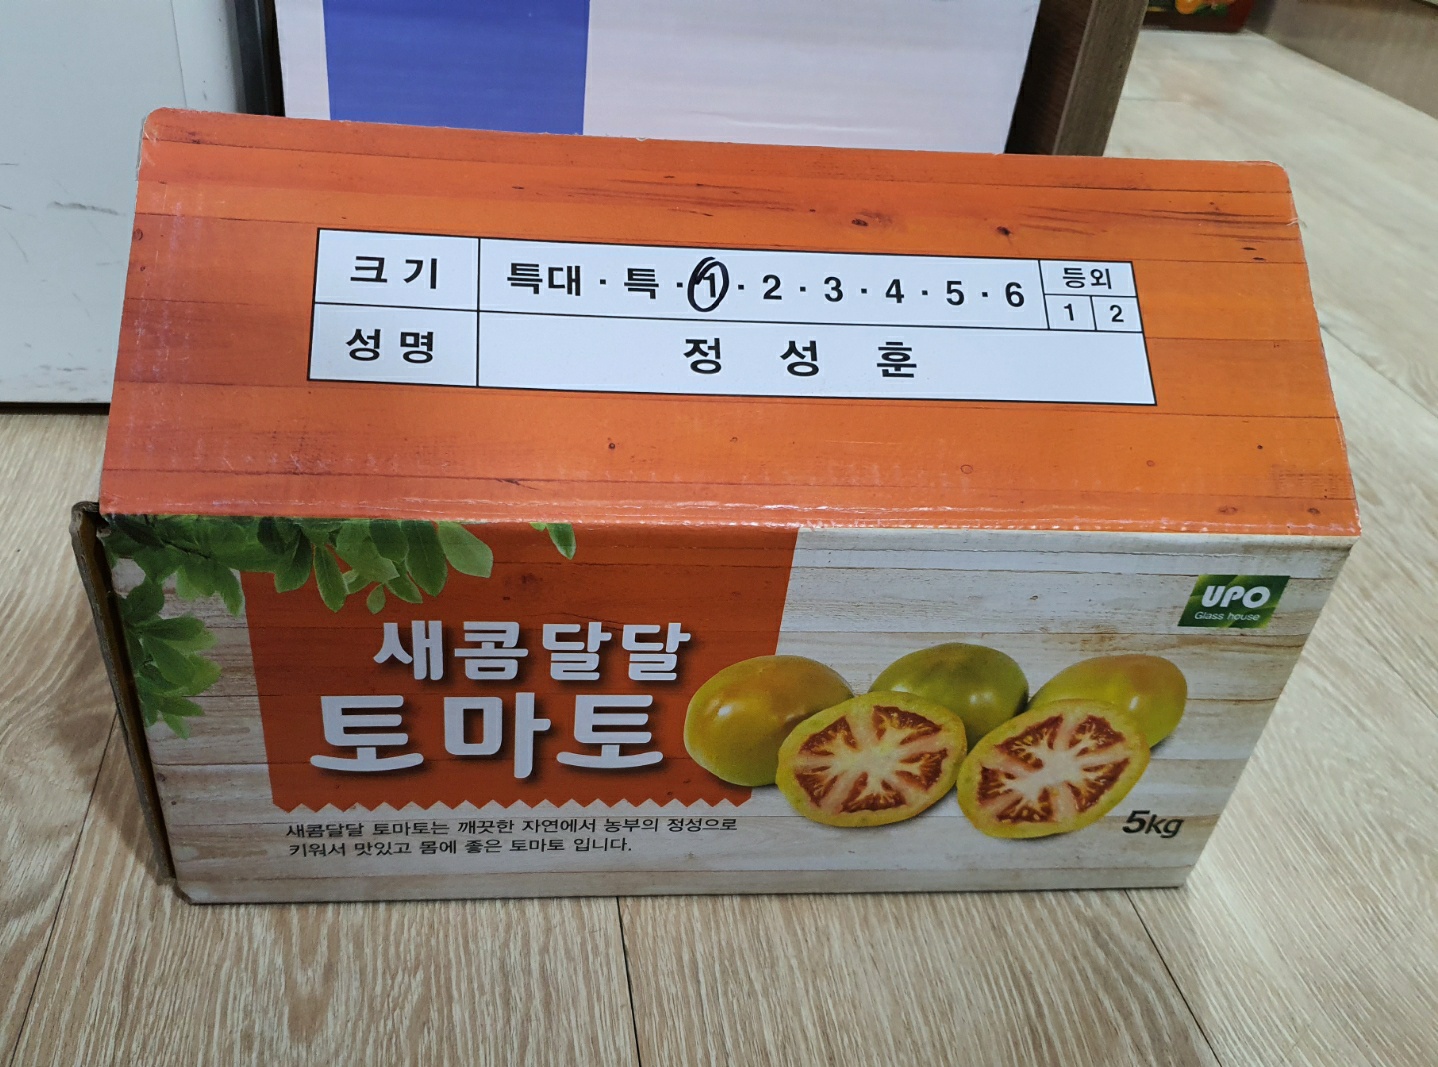 크기 특대 · 특 · 1 · 2 · 3 · 4 · 5 · 6 등외
1 2
성명 정 성 훈
UPO
Glass house
새콤달달
토마토
새콤달달 토마토는 깨끗한 자연에서 농부의 정성으로
키워서 맛있고 몸에 좋은 토마토 입니다.
5kg